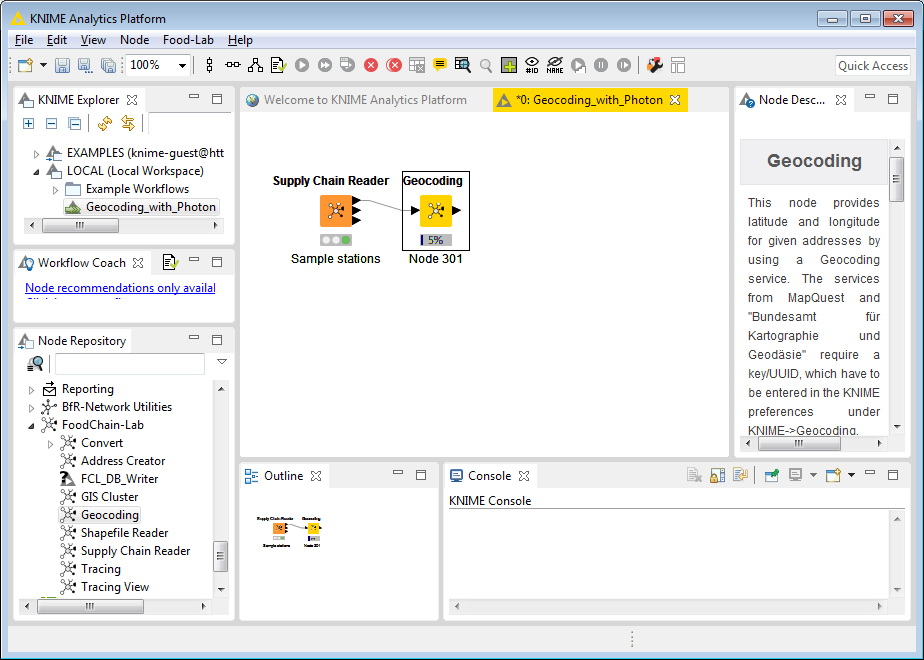 KNIME Analytics Platform
File Edit View Node Food-Lab Help
100% #ID NAME Quick Access
KNIME Explorer
EXAMPLES (knime-guest@htt
LOCAL (Local Workspace)
Example Workflows
Geocoding_with_Photon
Workflow Coach
Node recommendations only availal
Node Repository
Reporting
BfR-Network Utilities
FoodChain-Lab
Convert
Address Creator
FCL_DB_Writer
GIS Cluster
Geocoding
Shapefile Reader
Supply Chain Reader
Tracing
Tracing View
Welcome to KNIME Analytics Platform
*0: Geocoding_with_Photon
Supply Chain Reader
Sample stations
Geocoding
5%
Node 301
Node Desc...
Geocoding
This node provides
latitude and longitude
for given addresses by
using a Geocoding
service. The services
from MapQuest and
"Bundesamt für
Kartographie und
Geodäsie" require a
key/UUID, which have to
be entered in the KNIME
preferences under
KNIME->Geocoding.
Outline
Supply Chain Reader
Geocoding
Sample stations
Node 301
Console
KNIME Console